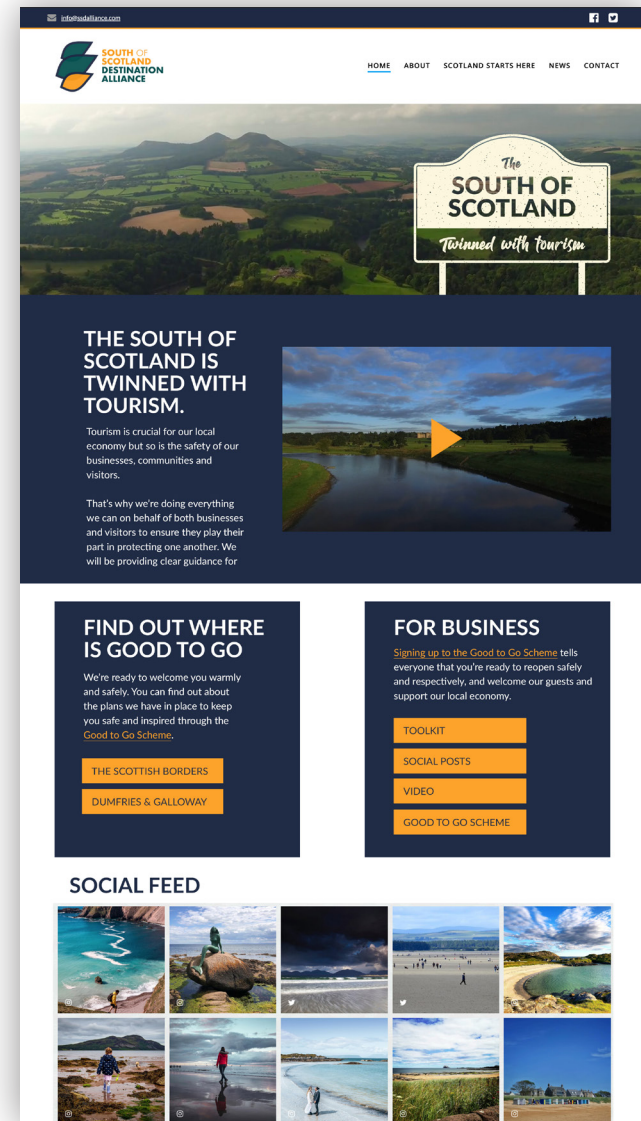 info@ssdalliance.com
SOUTH OF
SCOTLAND
DESTINATION
ALLIANCE
HOME ABOUT SCOTLAND STARTS HERE NEWS CONTACT
The
SOUTH OF
SCOTLAND
Twinned with tourism
THE SOUTH OF
SCOTLAND IS
TWINNED WITH
TOURISM.
Tourism is crucial for our local
economy but so is the safety of our
businesses, communities and
visitors.
That's why we're doing everything
we can on behalf of both businesses
and visitors to ensure they play their
part in protecting one another. We
will be providing clear guidance for
FIND OUT WHERE
IS GOOD TO GO
We're ready to welcome you warmly
and safely. You can find out about
the plans we have in place to keep
you safe and inspired through the
Good to Go Scheme.
THE SCOTTISH BORDERS
DUMFRIES & GALLOWAY
FOR BUSINESS
Signing up to the Good to Go Scheme tells
everyone that you're ready to reopen safely
and respectively, and welcome our guests and
support our local economy.
TOOLKIT
SOCIAL POSTS
VIDEO
GOOD TO GO SCHEME
SOCIAL FEED